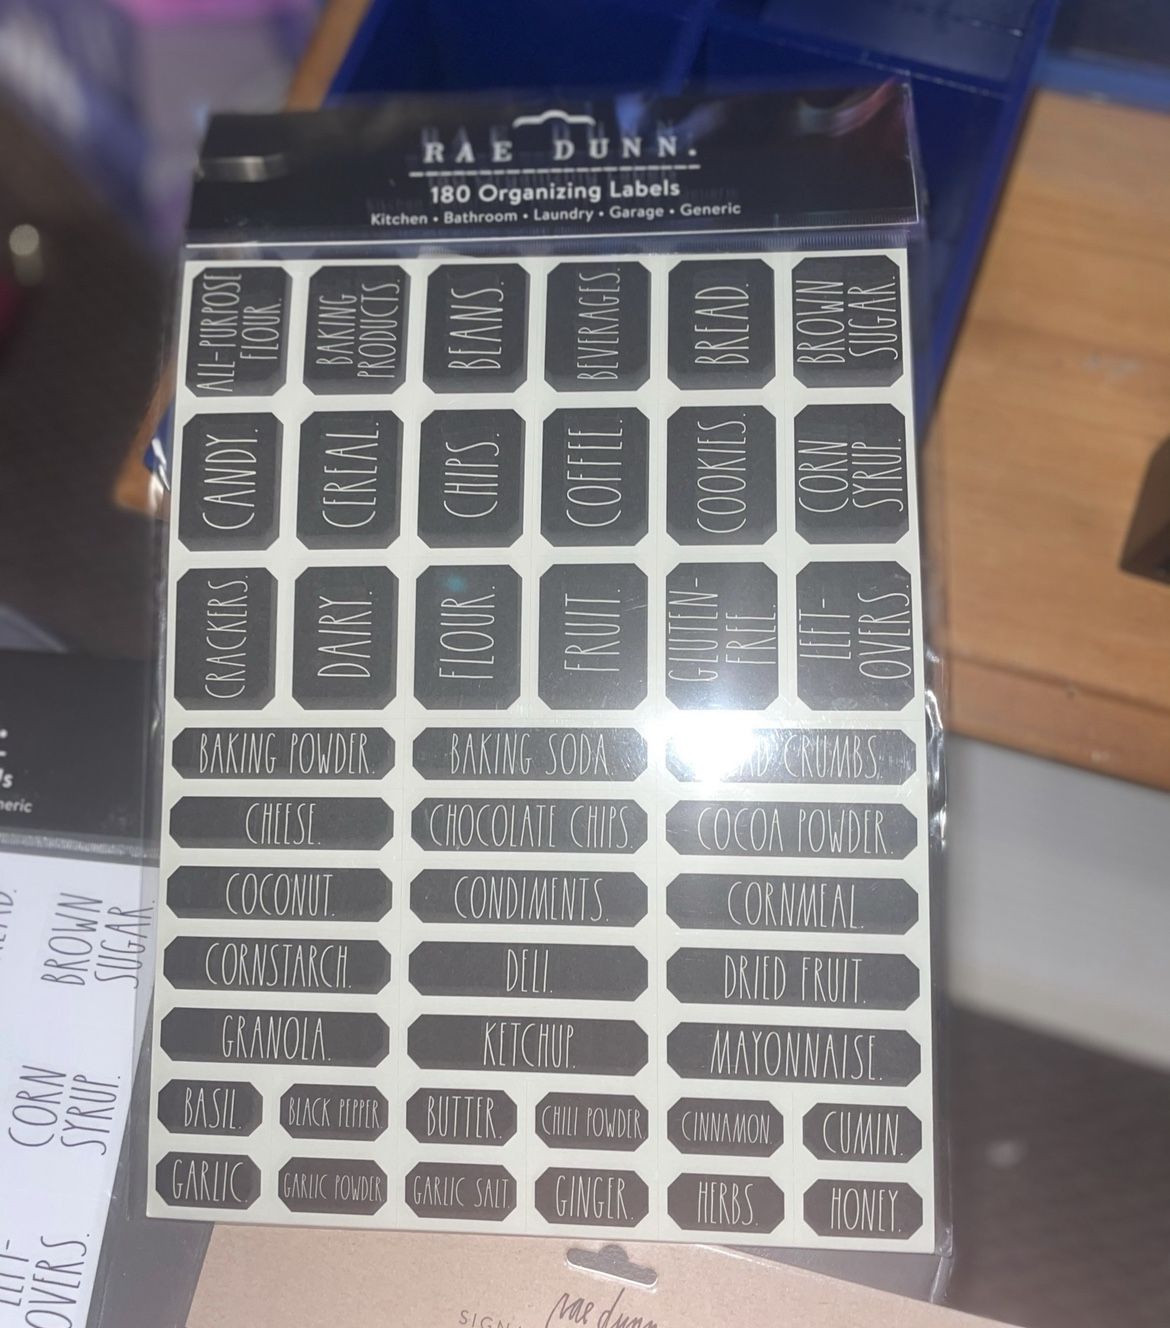 RAE DUNN.
180 Organizing Labels
Kitchen • Bathroom • Laundry • Garage • Generic
ALL-PURPOSE
FLOUR.
BAKING
PRODUCTS.
BEANS.
BEVERAGES.
BREAD.
BROWN
SUGAR.
CANDY.
CEREAL.
CHIPS.
COFFEE.
COOKIES.
CORN
SYRUP.
CRACKERS.
DAIRY.
FLOUR.
FRUIT.
GLUTEN-
FREE.
LEFT-
OVERS.
BAKING POWDER.
BAKING SODA.
CRUMBS.
CHEESE.
CHOCOLATE CHIPS.
COCOA POWDER.
COCONUT.
CONDIMENTS.
CORNMEAL.
CORNSTARCH.
DELI.
DRIED FRUIT.
GRANOLA.
KETCHUP.
MAYONNAISE.
BASIL.
BLACK PEPPER.
BUTTER.
CHILI POWDER.
CINNAMON.
CUMIN.
GARLIC.
GARLIC POWDER.
GARLIC SALT.
GINGER.
HERBS.
HONEY.
BROWN
SUGAR.
CORN
SYRUP.
OVERS.
rae dunn